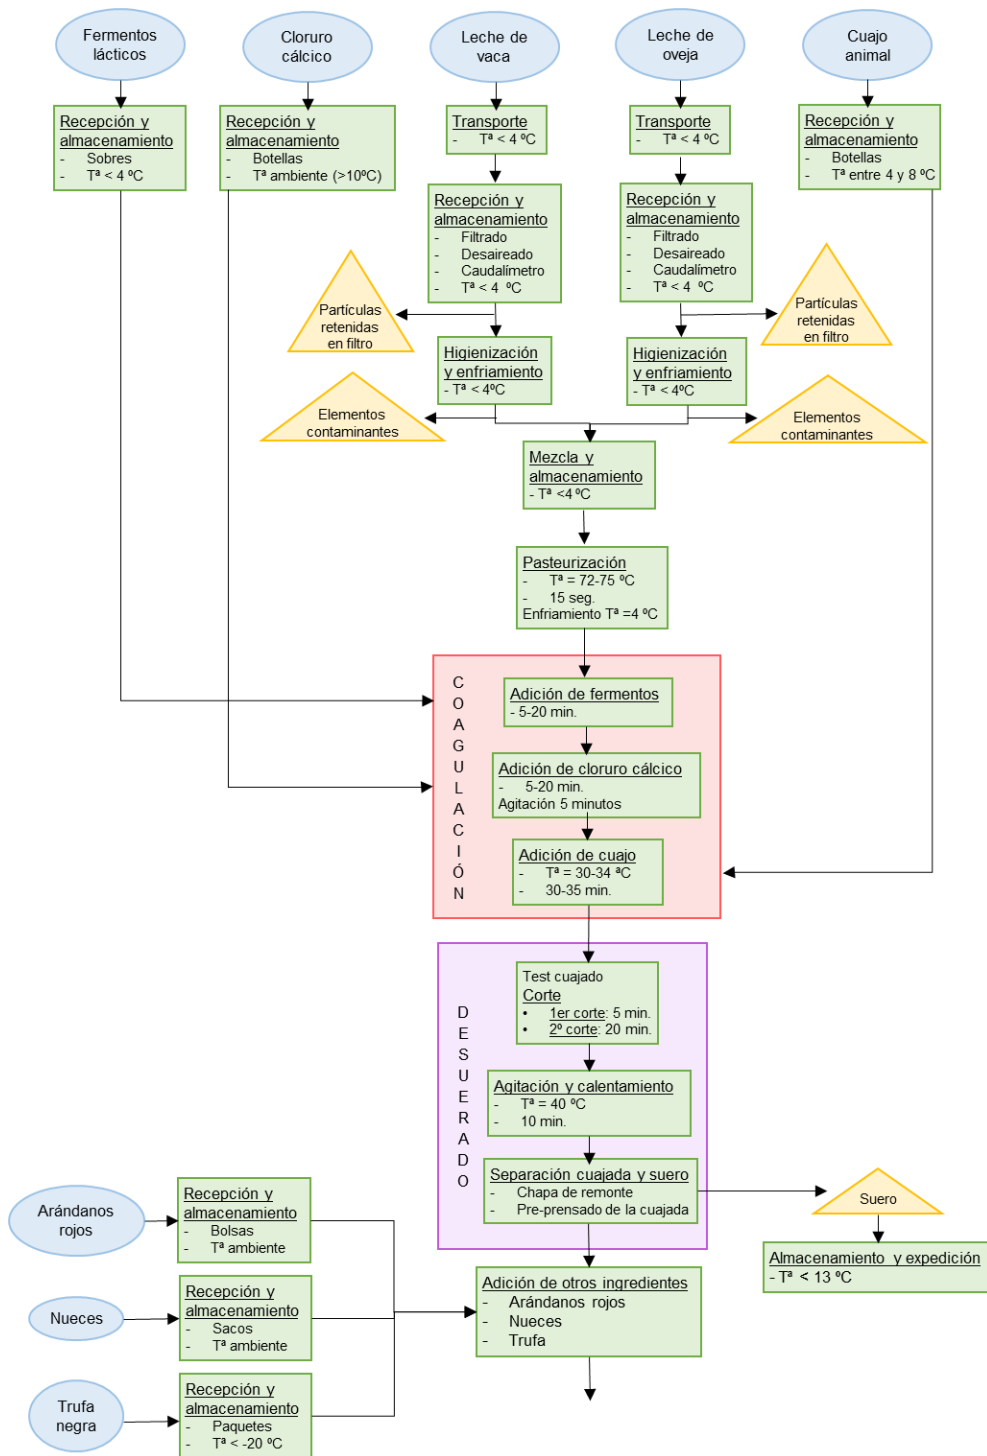 Fermentos
lácticos
Cloruro
cálcico
Leche de
vaca
Leche de
oveja
Cuajo
animal
Recepción y
almacenamiento
- Sobres
- Tª < 4 ºC
Recepción y
almacenamiento
- Botellas
- Tª ambiente (>10ºC)
Transporte
- Tª < 4 ºC
Transporte
- Tª < 4 ºC
Recepción y
almacenamiento
- Botellas
- Tª entre 4 y 8 ºC
Recepción y
almacenamiento
- Filtrado
- Desaireado
- Caudalímetro
- Tª < 4 ºC
Recepción y
almacenamiento
- Filtrado
- Desaireado
- Caudalímetro
- Tª < 4 ºC
Partículas
retenidas
en filtro
Partículas
retenidas
en filtro
Higienización
y enfriamiento
- Tª < 4ºC
Higienización
y enfriamiento
- Tª < 4ºC
Elementos
contaminantes
Elementos
contaminantes
Mezcla y
almacenamiento
- Tª <4 ºC
Pasteurización
- Tª = 72-75 ºC
- 15 seg.
Enfriamiento Tª =4 ºC
COAGULACIÓN
Adición de fermentos
- 5-20 min.
Adición de cloruro cálcico
- 5-20 min.
Agitación 5 minutos
Adición de cuajo
- Tª = 30-34 ªC
- 30-35 min.
DESUERADO
Test cuajado
Corte
• 1er corte: 5 min.
• 2º corte: 20 min.
Agitación y calentamiento
- Tª = 40 ºC
- 10 min.
Separación cuajada y suero
- Chapa de remonte
- Pre-prensado de la cuajada
Suero
Almacenamiento y expedición
- Tª < 13 ºC
Arándanos
rojos
Recepción y
almacenamiento
- Bolsas
- Tª ambiente
Nueces
Recepción y
almacenamiento
- Sacos
- Tª ambiente
Trufa
negra
Recepción y
almacenamiento
- Paquetes
- Tª < -20 ºC
Adición de otros ingredientes
- Arándanos rojos
- Nueces
- Trufa